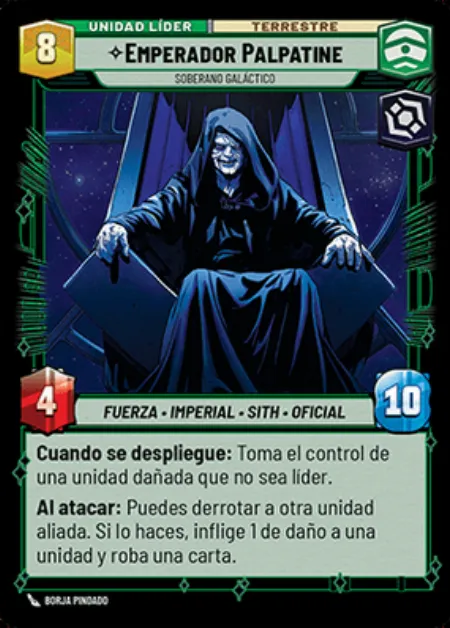 UNIDAD LÍDER
TERRESTRE
8
EMPERADOR PALPATINE
SOBERANO GALÁCTICO
4
FUERZA • IMPERIAL • SITH • OFICIAL
10
Cuando se despliegue: Toma el control de
una unidad dañada que no sea líder.
Al atacar: Puedes derrotar a otra unidad
aliada. Si lo haces, inflige 1 de daño a una
unidad y roba una carta.
BORJA PINDADO